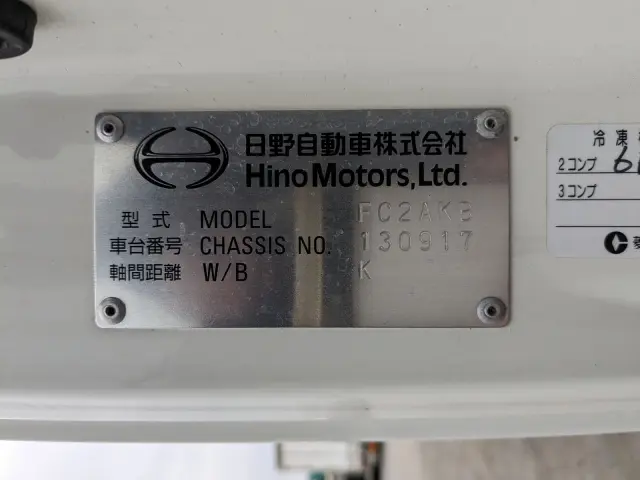 日野自動車株式会社
Hino Motors, Ltd.
型式 MODEL FC2AKB
車台番号 CHASSIS NO. 130917
軸間距離 W/B K
冷凍
2コンプ
3コンプ